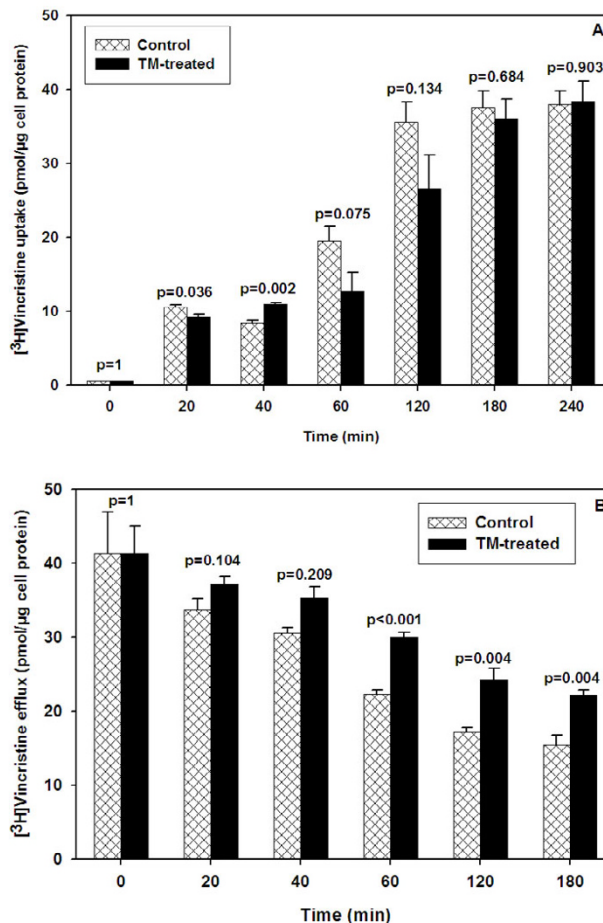 50
A
Control
TM-treated
p=0.903
p=0.134
p=0.684
40
30
p=0.075
20
p=0.036
p=0.002
10
p=1
0
[³H]Vincristine uptake (pmol/µg cell protein)
0 20 40 60 120 180 240
Time (min)
50
B
p=1
Control
TM-treated
40
p=0.104
p=0.209
p<0.001
30
p=0.004
p=0.004
20
10
0
[³H]Vincristine efflux (pmol/µg cell protein)
0 20 40 60 120 180
Time (min)